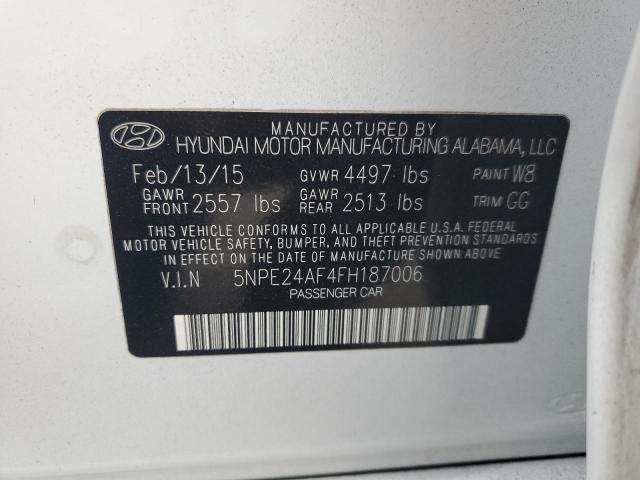 MANUFACTURED BY
HYUNDAI MOTOR MANUFACTURING ALABAMA, LLC
Feb/13/15 GVWR 4497 lbs PAINT W8
GAWR FRONT 2557 lbs GAWR REAR 2513 lbs TRIM GG
THIS VEHICLE CONFORMS TO ALL APPLICABLE U.S.A. FEDERAL
MOTOR VEHICLE SAFETY, BUMPER, AND THEFT PREVENTION STANDARDS
IN EFFECT ON THE DATE OF MANUFACTURE SHOWN ABOVE
V.I.N 5NPE24AF4FH187006
PASSENGER CAR